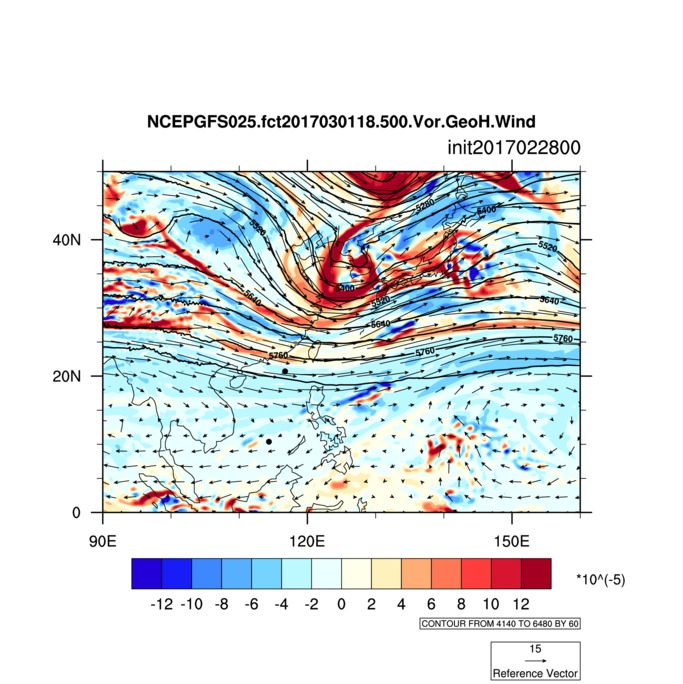 NCEPGFS025.fct2017030118.500.Vor.GeoH.Wind
init2017022800
5280
5400
40N
5520
5640
5520
5640
5640
5760
5760
5760
20N
0
90E 120E 150E
*10^(-5)
-12 -10 -8 -6 -4 -2 0 2 4 6 8 10 12
CONTOUR FROM 4140 TO 6480 BY 60
15
Reference Vector